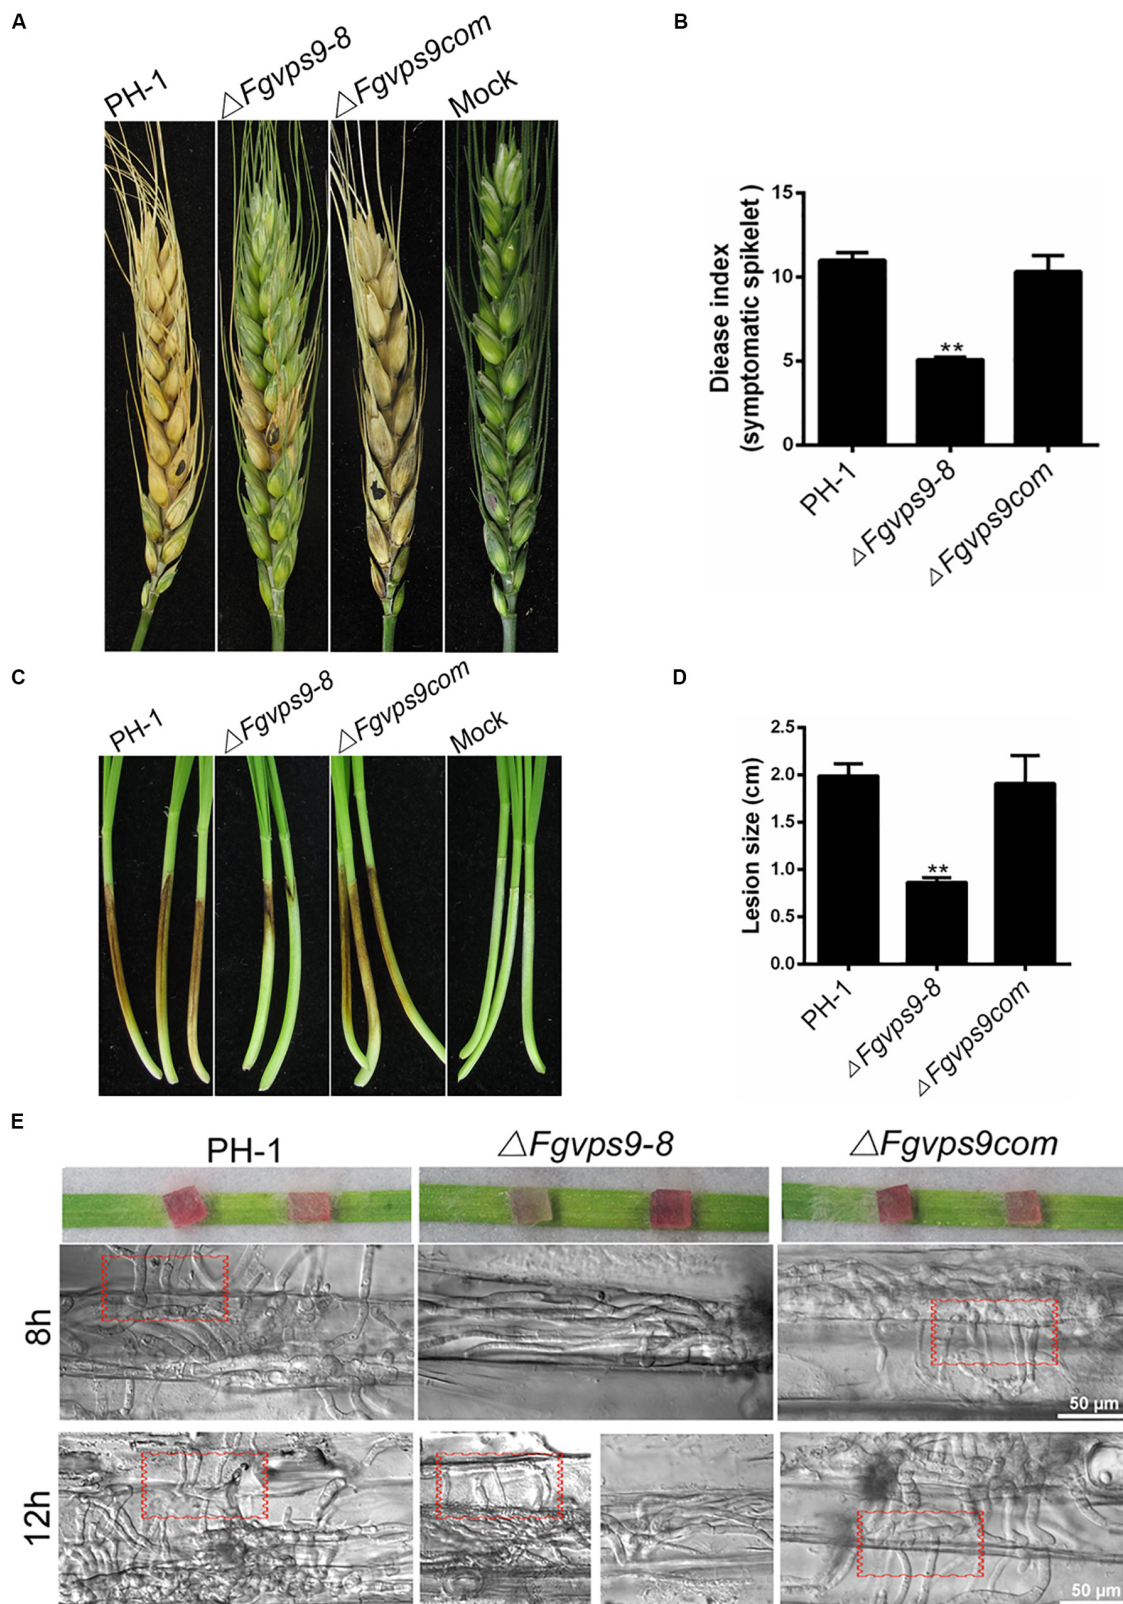 A
PH-1
△Fgvps9-8
△Fgvps9com
Mock
B
Diease index
(symptomatic spikelet )
15
10
5
0
**
PH-1
△Fgvps9-8
△Fgvps9com
C
PH-1
△Fgvps9-8
△Fgvps9com
Mock
D
Lesion size (cm)
2.5
2.0
1.5
1.0
0.5
0.0
**
PH-1
△Fgvps9-8
△Fgvps9com
E
PH-1
△Fgvps9-8
△Fgvps9com
8h
50 µm
12h
50 µm